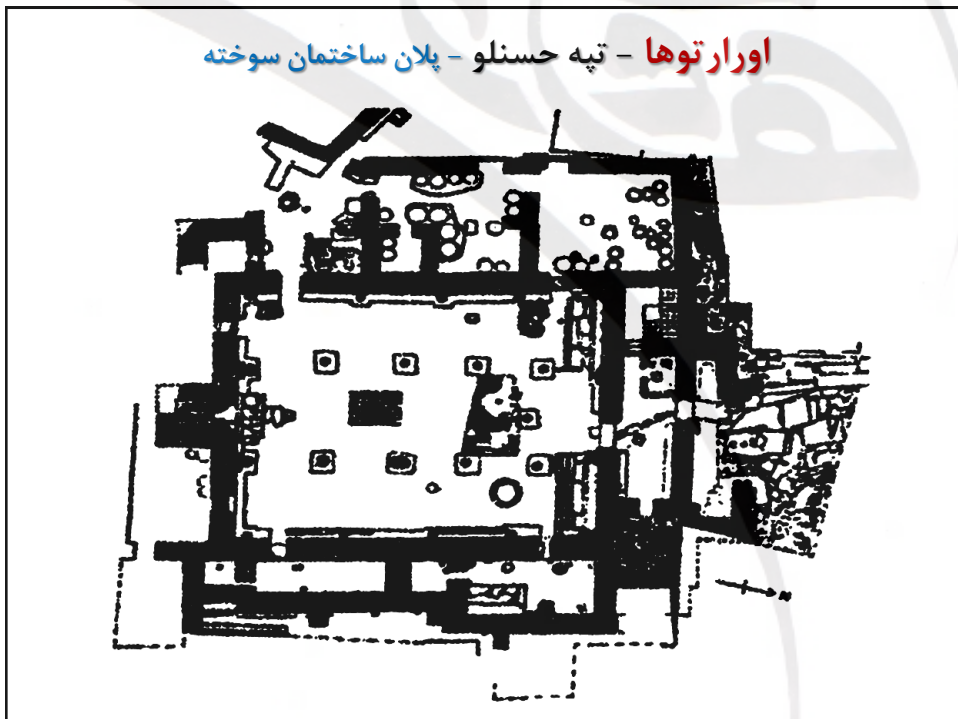 اورارتوها - تپه حسنلو - پلان ساختمان سوخته
N